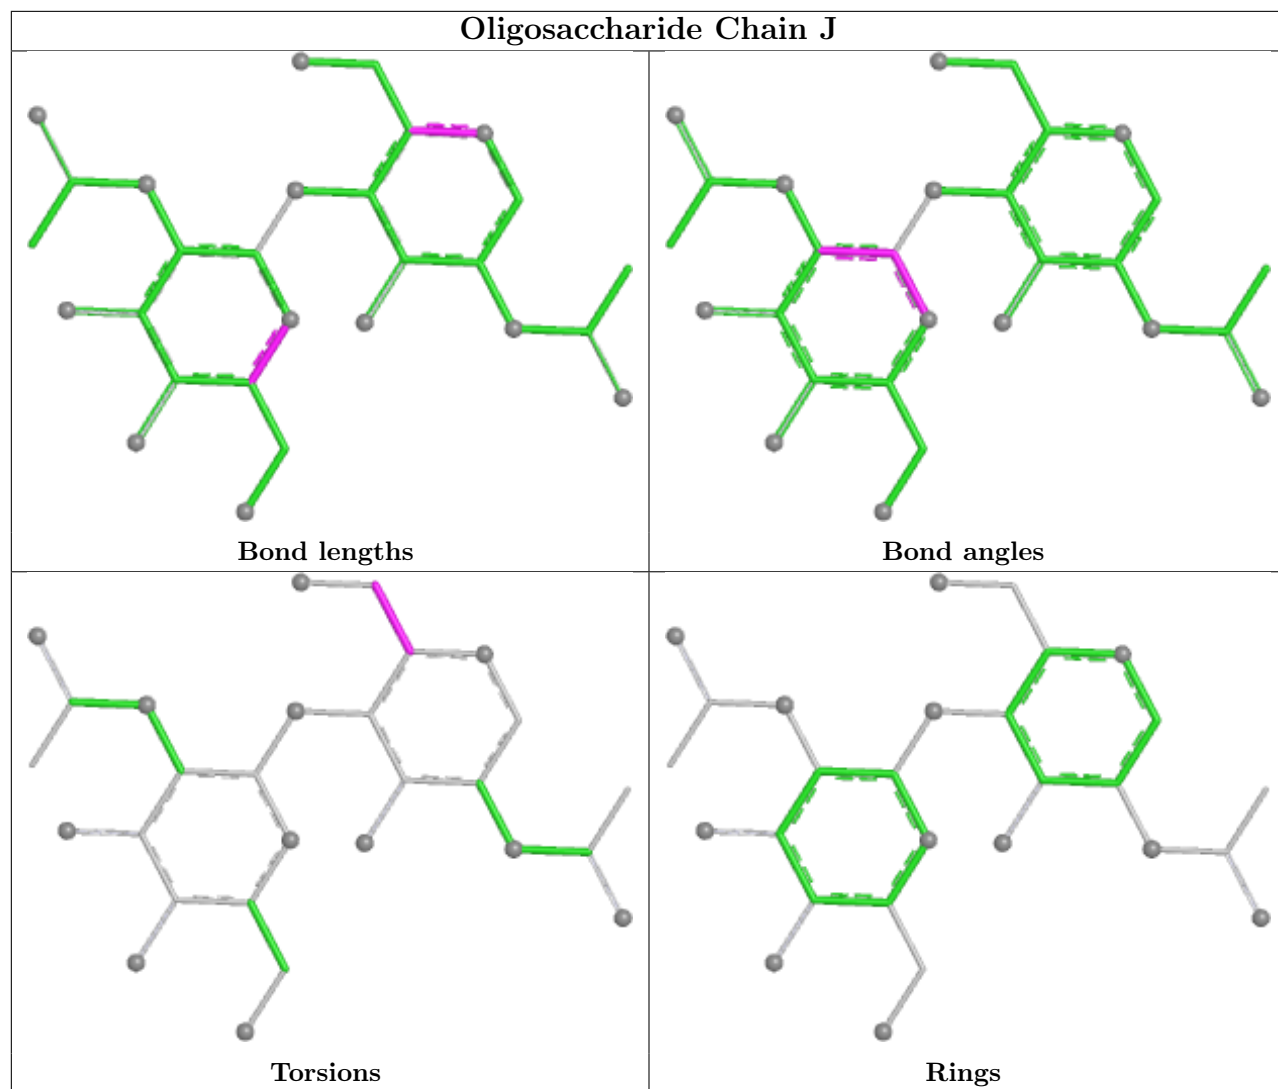 Oligosaccharide Chain J
Bond lengths
Bond angles
Torsions
Rings